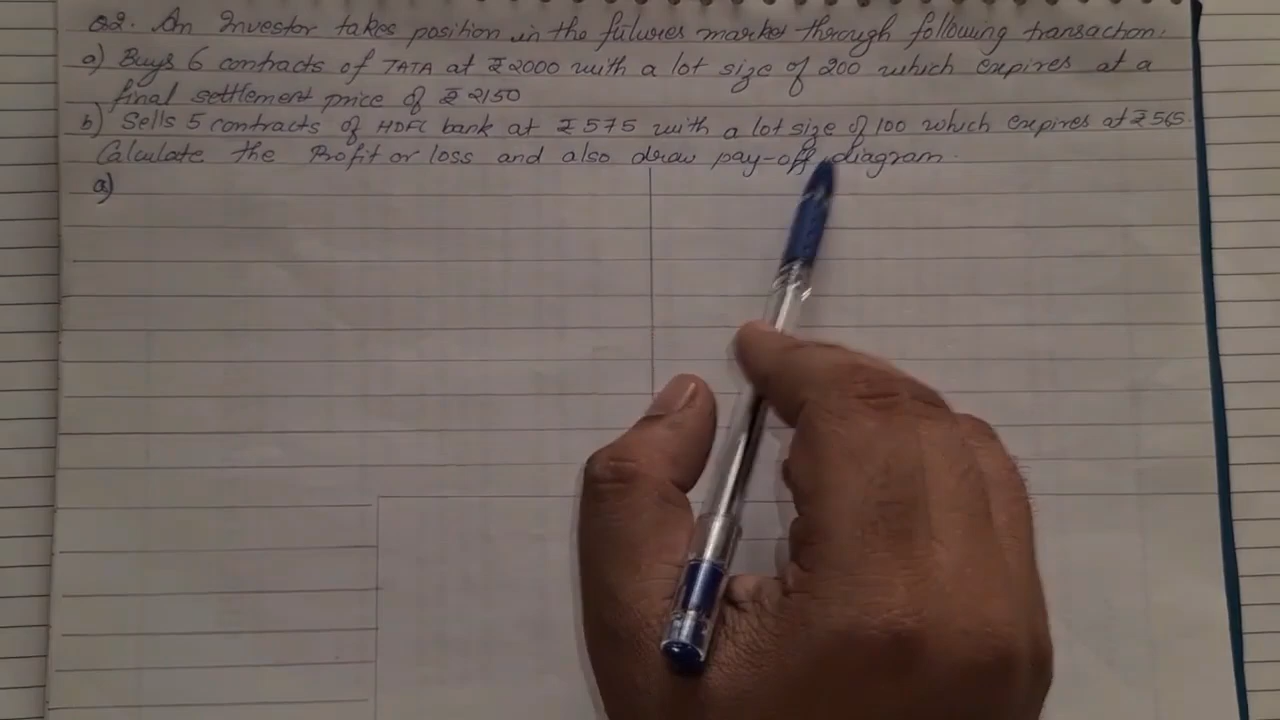 Q2. An Investor takes position in the futures market through following transaction.
a) Buys 6 contracts of TATA at ₹2000 with a lot size of 200 which expires at a
final settlement price of ₹2150
b) Sells 5 contracts of HDFC bank at ₹575 with a lot size of 100 which expires at ₹565.
Calculate the Profit or loss and also draw pay-off diagram.
a)